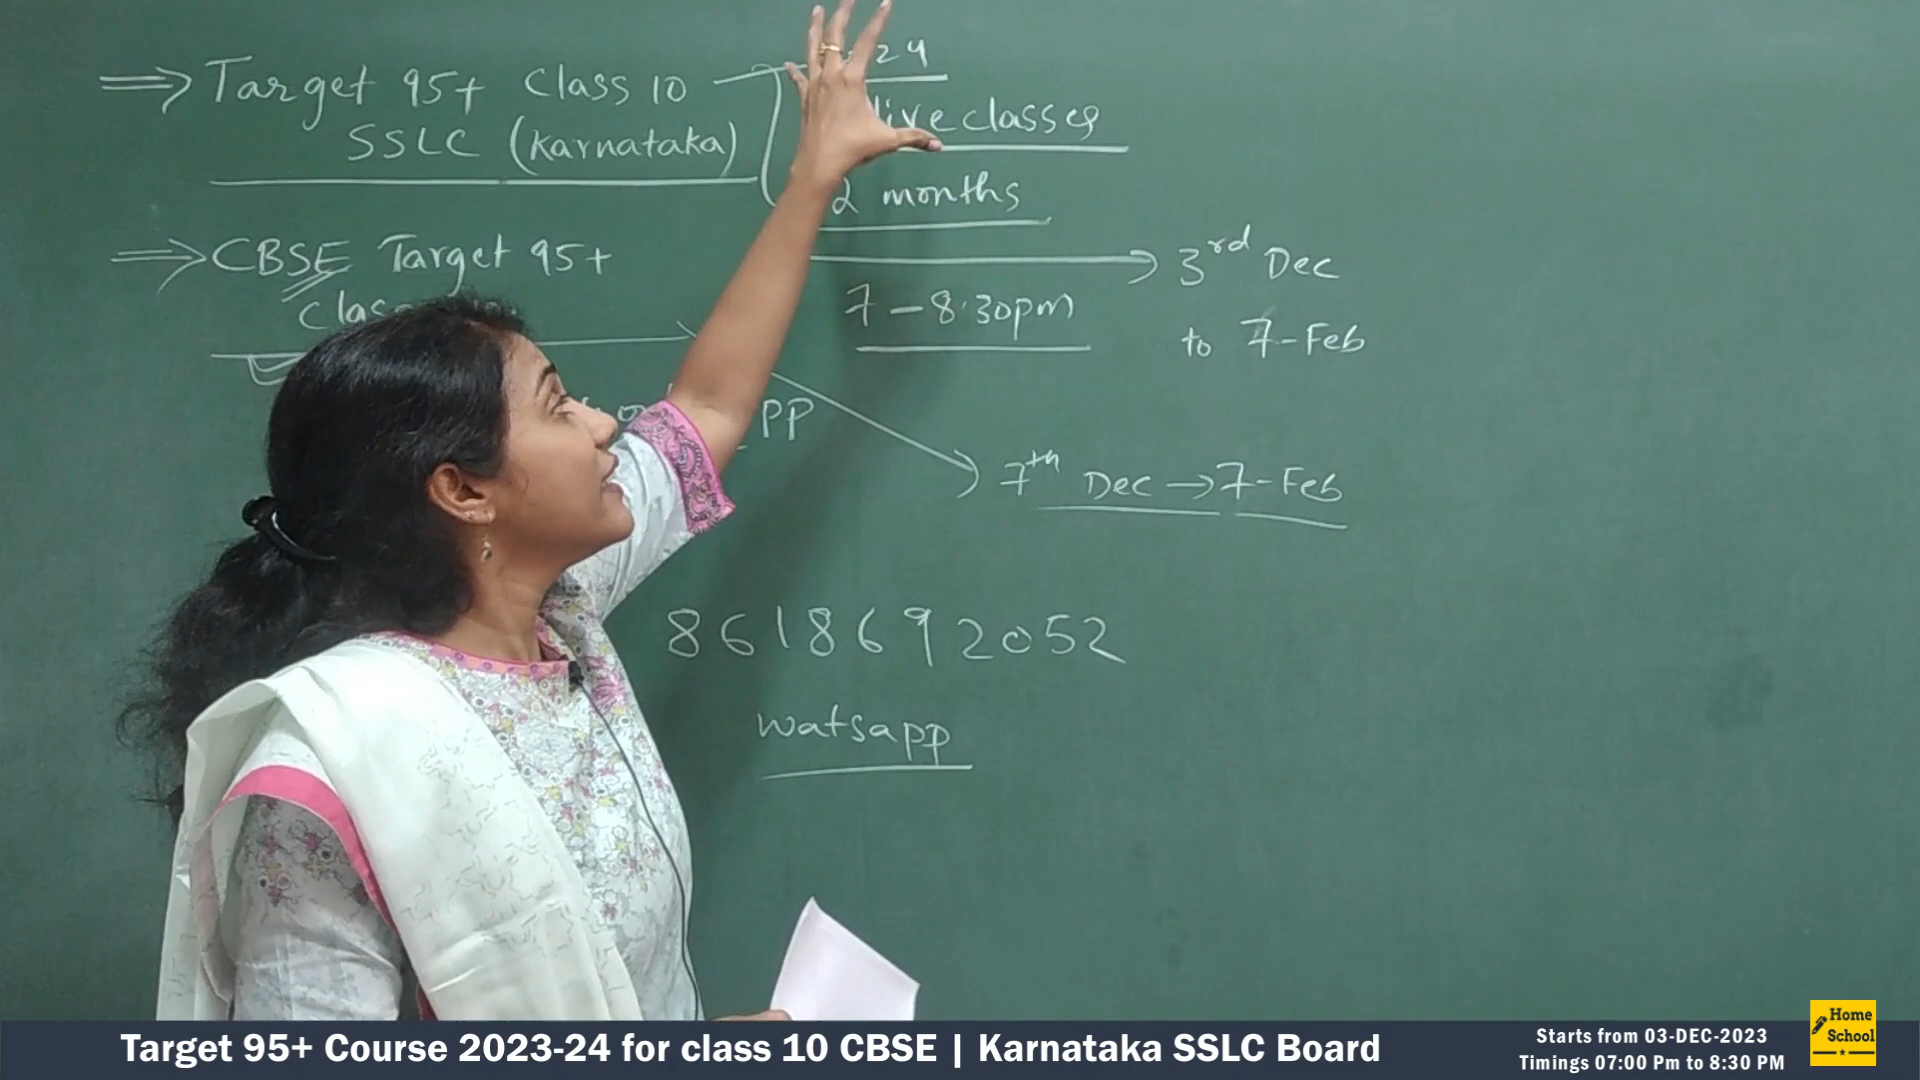 ⇒ Target 95+ Class 10 — 24
SSLC (Karnataka)
live classes
2 months
⇒ CBSE Target 95+
→ 3rd Dec
to 7-Feb
7 – 8.30pm
7th Dec → 7-Feb
8618692052
watsapp
Target 95+ Course 2023-24 for class 10 CBSE | Karnataka SSLC Board
Starts from 03-DEC-2023
Timings 07:00 Pm to 8:30 PM
Home
School